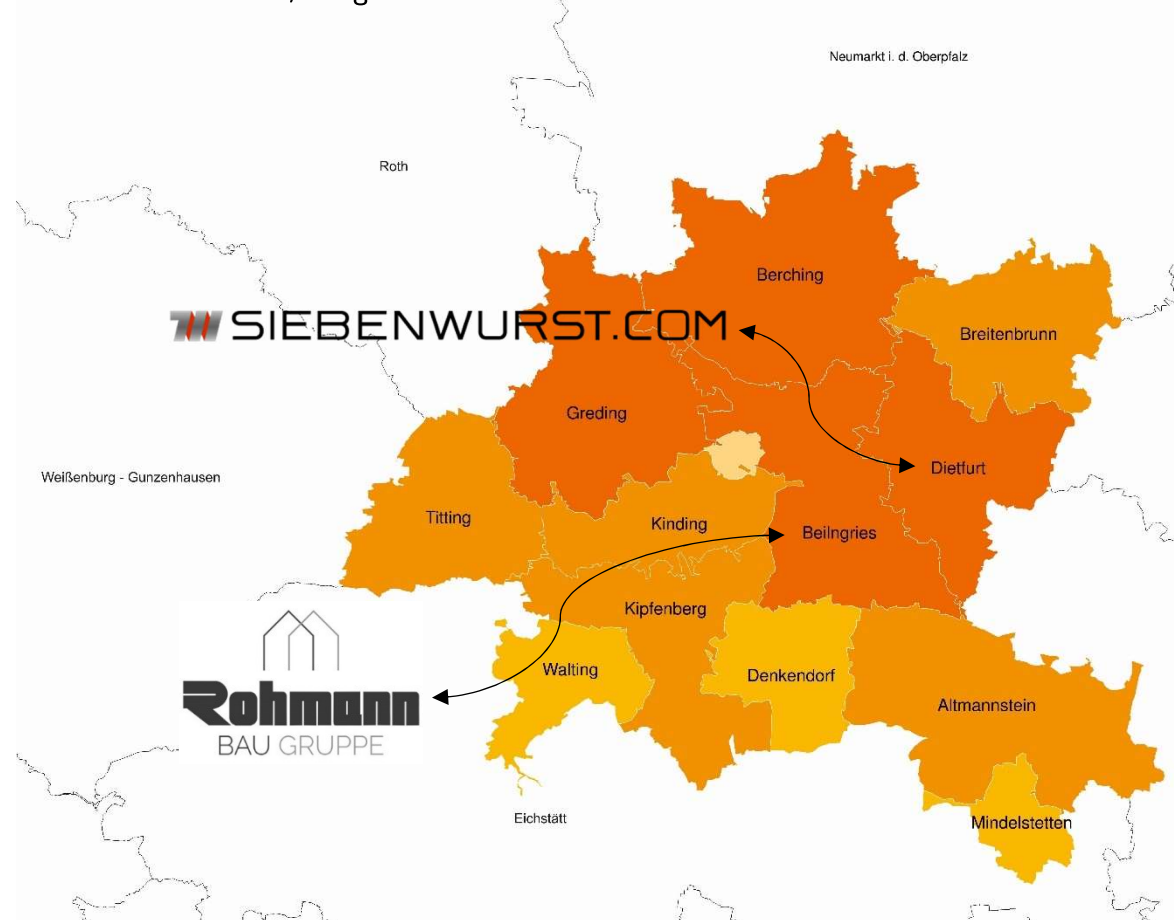 Neumarkt i. d. Oberpfalz
Roth
Berching
SIEBENWURST.COM
Breitenbrunn
Greding
Dietfurt
Weißenburg - Gunzenhausen
Titting
Kinding
Beilngries
Kipfenberg
Walting
Denkendorf
Rohmann
BAU GRUPPE
Altmannstein
Eichstätt
Mindelstetten